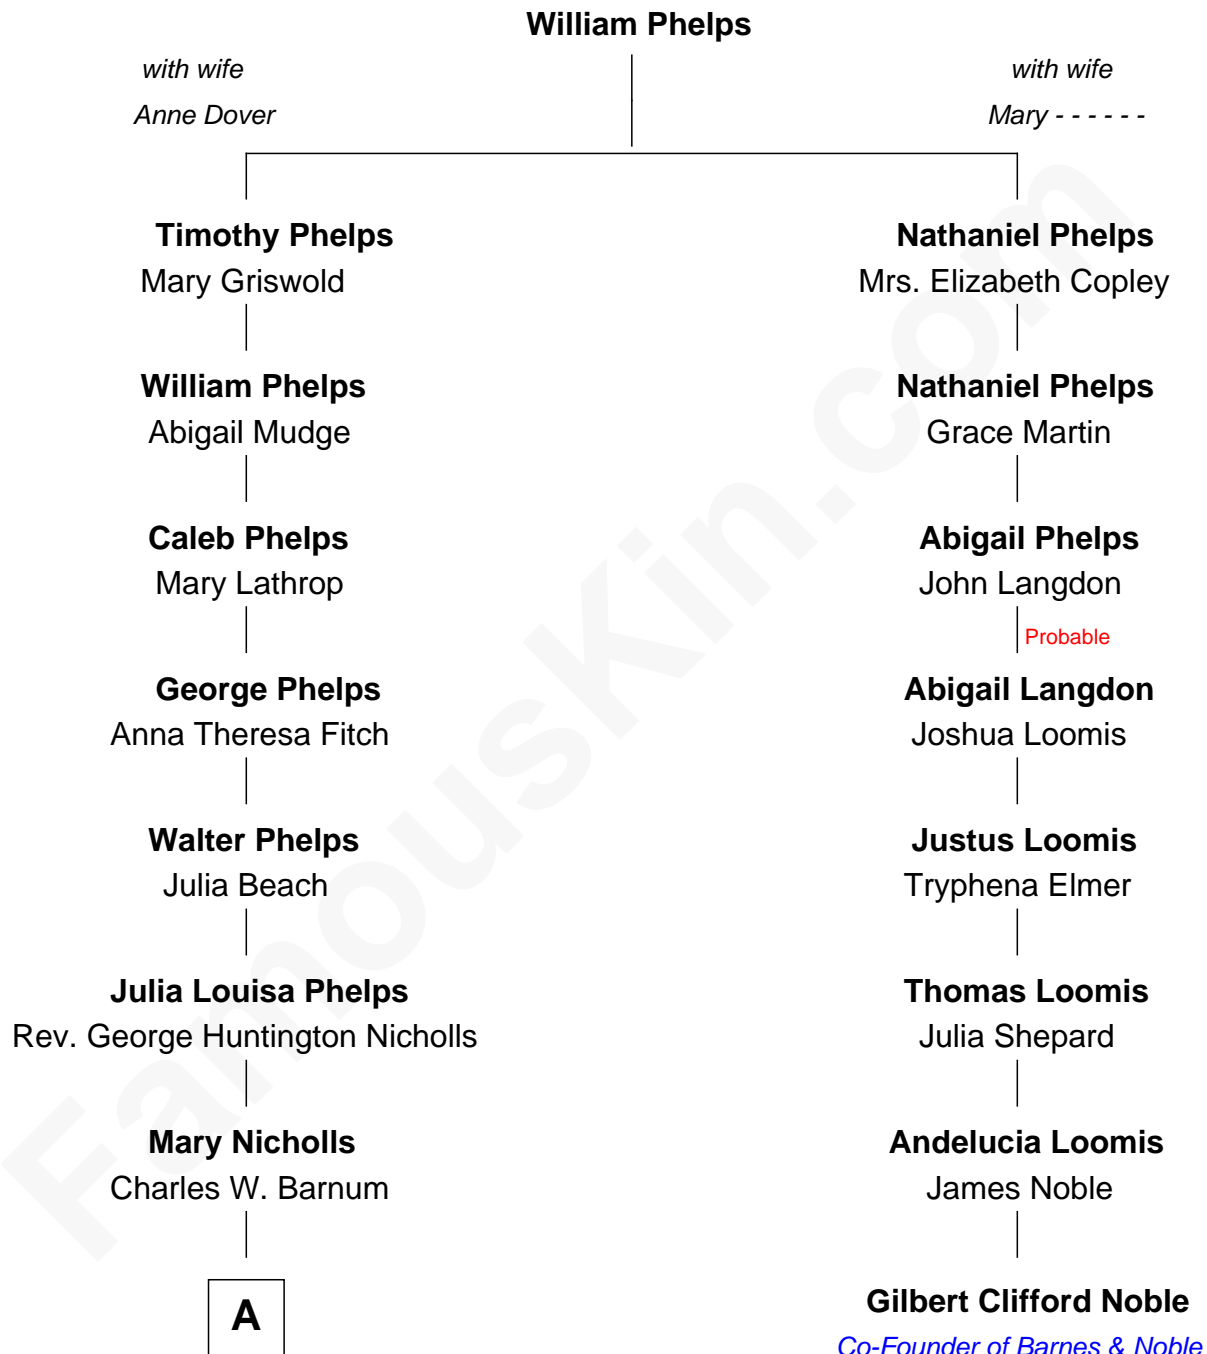 William Phelps
with wife
Anne Dover
with wife
Mary - - - - - -
Timothy Phelps
Mary Griswold
Nathaniel Phelps
Mrs. Elizabeth Copley
William Phelps
Abigail Mudge
Nathaniel Phelps
Grace Martin
Caleb Phelps
Mary Lathrop
Abigail Phelps
John Langdon
Probable
George Phelps
Anna Theresa Fitch
Abigail Langdon
Joshua Loomis
Walter Phelps
Julia Beach
Justus Loomis
Tryphena Elmer
Julia Louisa Phelps
Rev. George Huntington Nicholls
Thomas Loomis
Julia Shepard
Mary Nicholls
Charles W. Barnum
Andelucia Loomis
James Noble
A
Gilbert Clifford Noble
Co-Founder of Barnes & Noble
FamousKin.com